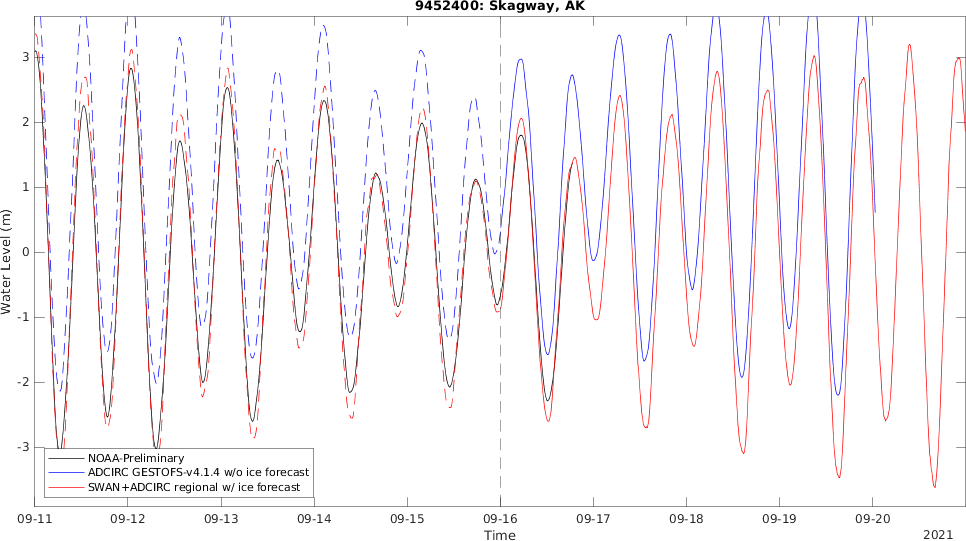 9452400: Skagway, AK
Water Level (m)
3
2
1
0
-1
-2
-3
NOAA-Preliminary
ADCIRC GESTOFS-v4.1.4 w/o ice forecast
SWAN+ADCIRC regional w/ ice forecast
09-11 09-12 09-13 09-14 09-15 09-16 09-17 09-18 09-19 09-20
Time
2021